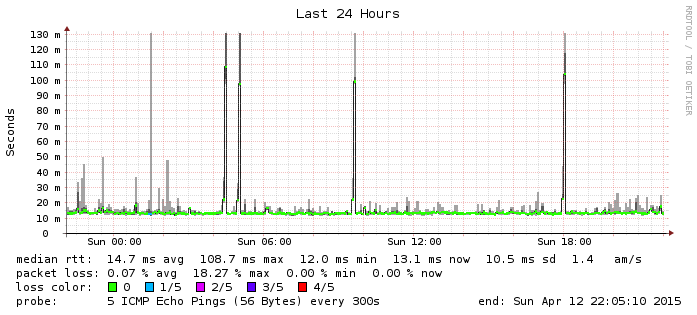 Last 24 Hours
RRDTOOL / TOBI OETIKER
Seconds
130 m
120 m
110 m
100 m
90 m
80 m
70 m
60 m
50 m
40 m
30 m
20 m
10 m
0
Sun 00:00 Sun 06:00 Sun 12:00 Sun 18:00
median rtt: 14.7 ms avg 108.7 ms max 12.0 ms min 13.1 ms now 10.5 ms sd 1.4 am/s
packet loss: 0.07 % avg 18.27 % max 0.00 % min 0.00 % now
loss color: 0 1/5 2/5 3/5 4/5
probe: 5 ICMP Echo Pings (56 Bytes) every 300s end: Sun Apr 12 22:05:10 2015